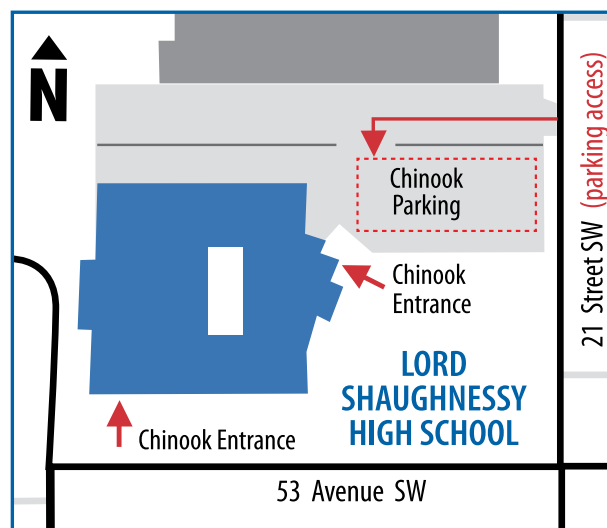 N
Chinook
Parking
21 Street SW (parking access)
Chinook
Entrance
LORD
SHAUGHNESSY
HIGH SCHOOL
Chinook Entrance
53 Avenue SW